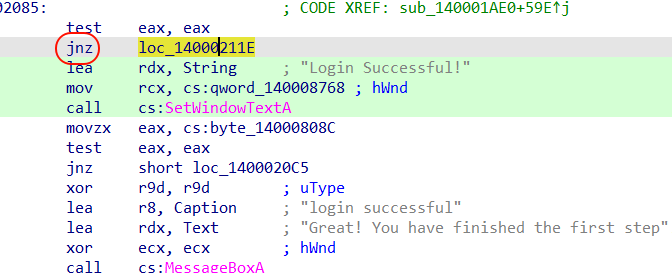 02085: ; CODE XREF: sub_140001AE0+59E↑j
test eax, eax
jnz loc_14000211E
lea rdx, String ; "Login Successful!"
mov rcx, cs:qword_140008768 ; hWnd
call cs:SetWindowTextA
movzx eax, cs:byte_14000808C
test eax, eax
jnz short loc_1400020C5
xor r9d, r9d ; uType
lea r8, Caption ; "login successful"
lea rdx, Text ; "Great! You have finished the first step"
xor ecx, ecx ; hWnd
call cs:MessageBoxA